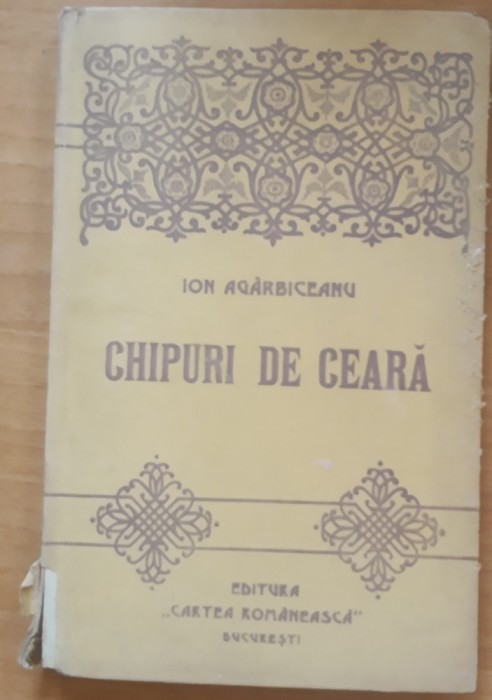 ION AGÂRBICEANU
CHIPURI DE CEARĂ
EDITURA
„CARTEA ROMÂNEASCĂ"
BUCUREȘTI